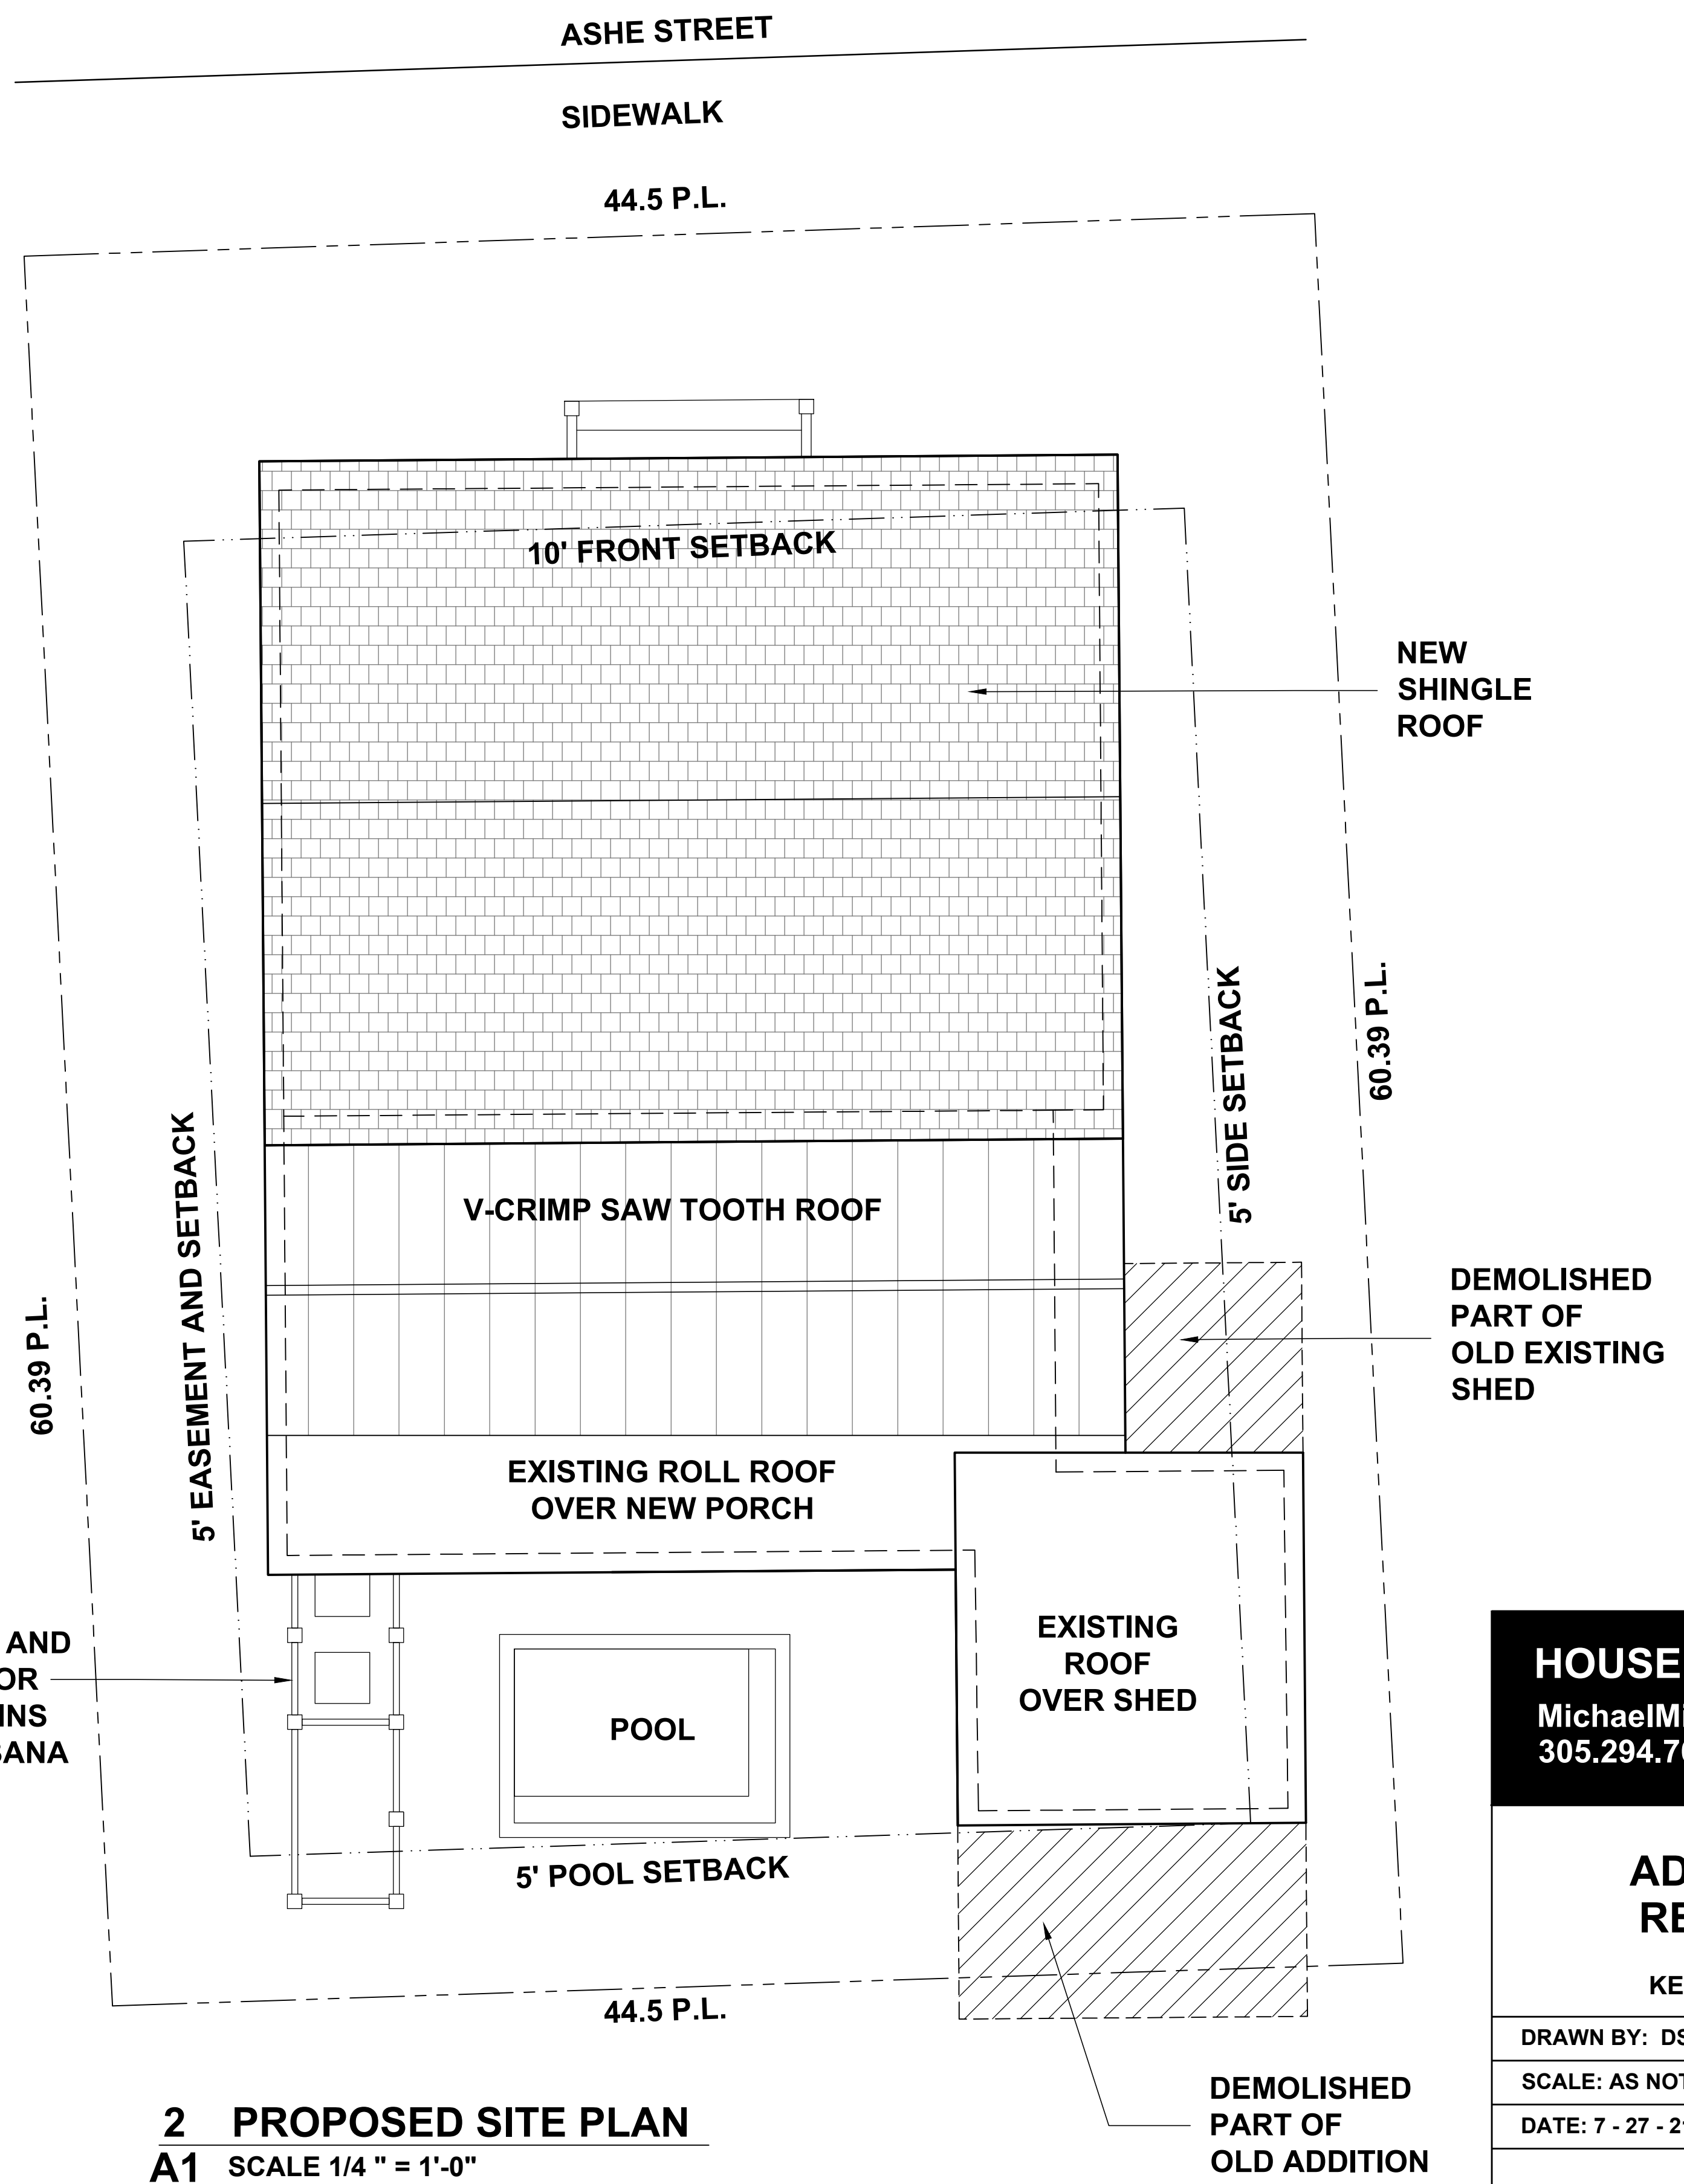 ASHE STREET
SIDEWALK
44.5 P.L.
10' FRONT SETBACK
NEW
SHINGLE
ROOF
5' SIDE SETBACK
60.39 P.L.
5' EASEMENT AND SETBACK
60.39 P.L.
V-CRIMP SAW TOOTH ROOF
DEMOLISHED
PART OF
OLD EXISTING
SHED
EXISTING ROLL ROOF
OVER NEW PORCH
EXISTING
ROOF
OVER SHED
AND
POOL
5' POOL SETBACK
44.5 P.L.
DEMOLISHED
PART OF
OLD ADDITION
2 PROPOSED SITE PLAN
A1 SCALE 1/4 " = 1'-0"
HOUSE
MichaelMi
305.294.7
AD
RE
KE
DRAWN BY: DS
SCALE: AS NOT
DATE: 7 - 27 - 2